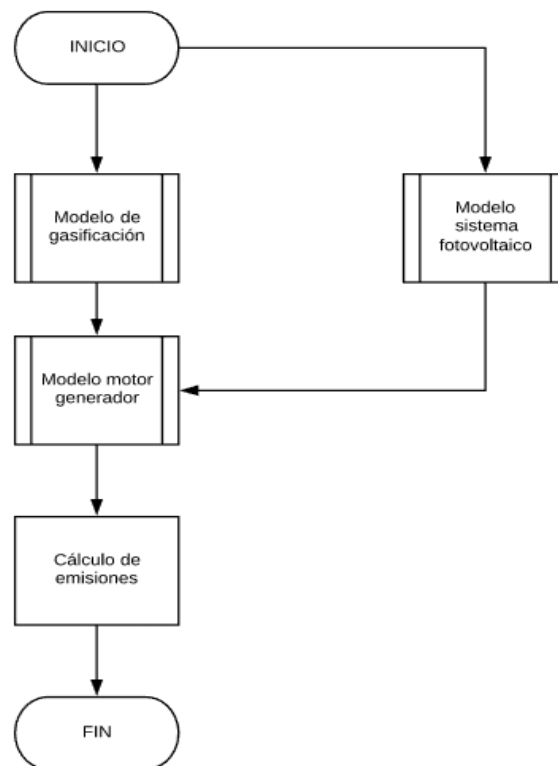 INICIO
Modelo de
gasificación
Modelo
sistema
fotovoltaico
Modelo motor
generador
Cálculo de
emisiones
FIN